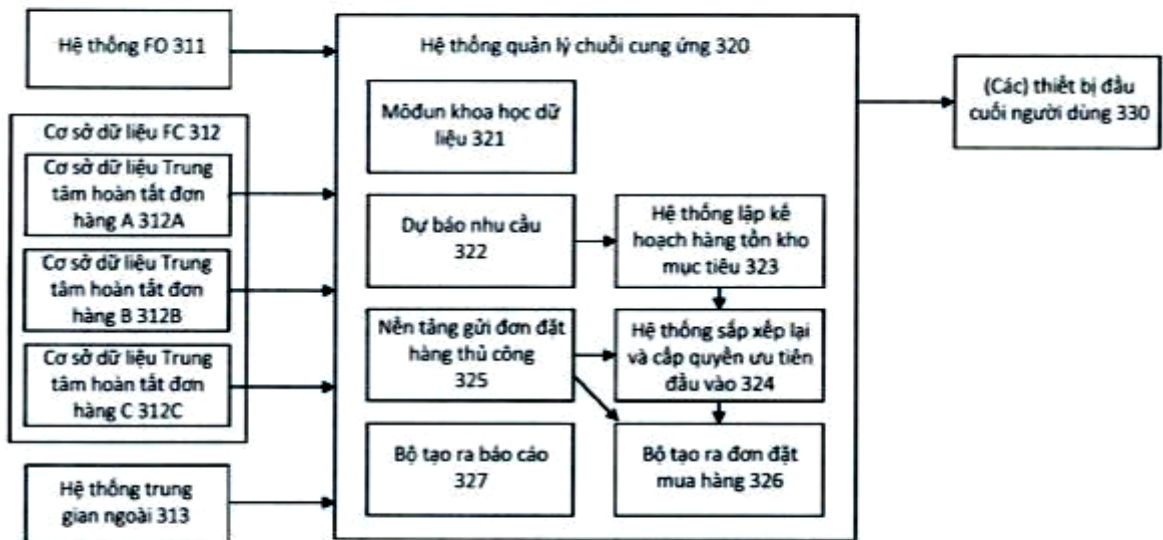 Hệ thống FO 311
Cơ sở dữ liệu FC 312
Cơ sở dữ liệu Trung
tâm hoàn tất đơn
hàng A 312A
Cơ sở dữ liệu Trung
tâm hoàn tất đơn
hàng B 312B
Cơ sở dữ liệu Trung
tâm hoàn tất đơn
hàng C 312C
Hệ thống trung
gian ngoài 313
Hệ thống quản lý chuỗi cung ứng 320
Môđun khoa học dữ
liệu 321
Dự báo nhu cầu
322
Hệ thống lập kế
hoạch hàng tồn kho
mục tiêu 323
Nền tảng gửi đơn đặt
hàng thủ công
325
Hệ thống sắp xếp lại
và cấp quyền ưu tiên
đầu vào 324
Bộ tạo ra báo cáo
327
Bộ tạo ra đơn đặt
mua hàng 326
(Các) thiết bị đầu
cuối người dùng 330